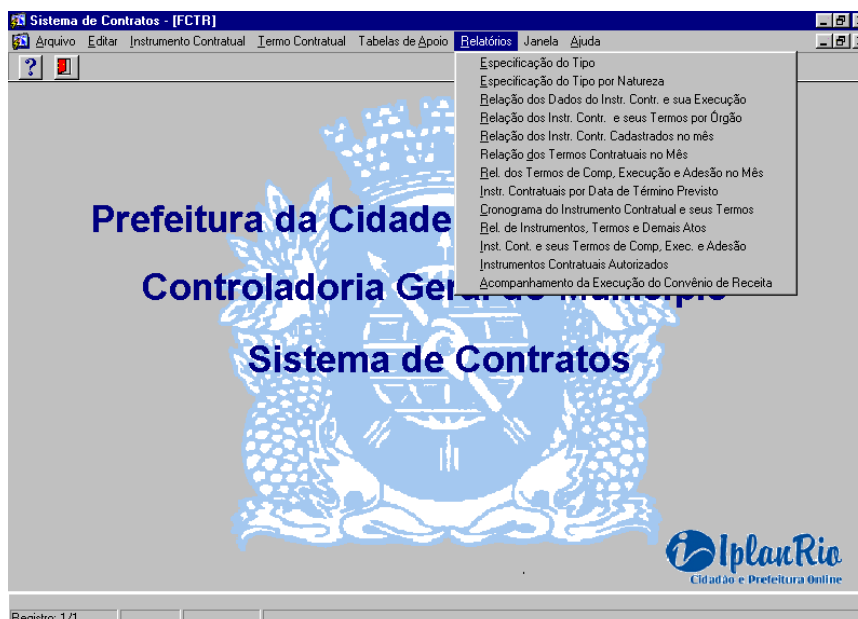 Sistema de Contratos - [FCTR]
Arquivo Editar Instrumento Contratual Termo Contratual Tabelas de Apoio Relatórios Janela Ajuda
?
Especificação do Tipo
Especificação do Tipo por Natureza
Relação dos Dados do Instr. Contr. e sua Execução
Relação dos Instr. Contr. e seus Termos por Órgão
Relação dos Instr. Contr. Cadastrados no mês
Relação dos Termos Contratuais no Mês
Rel. dos Termos de Comp, Execução e Adesão no Mês
Instr. Contratuais por Data de Término Previsto
Cronograma do Instrumento Contratual e seus Termos
Rel. de Instrumentos, Termos e Demais Atos
Inst. Cont. e seus Termos de Comp, Exec. e Adesão
Instrumentos Contratuais Autorizados
Acompanhamento da Execução do Convênio de Receita
Prefeitura da Cidade
Controladoria Geral do Município
Sistema de Contratos
IplanRio
Cidadão e Prefeitura Online
Registro: 1/1